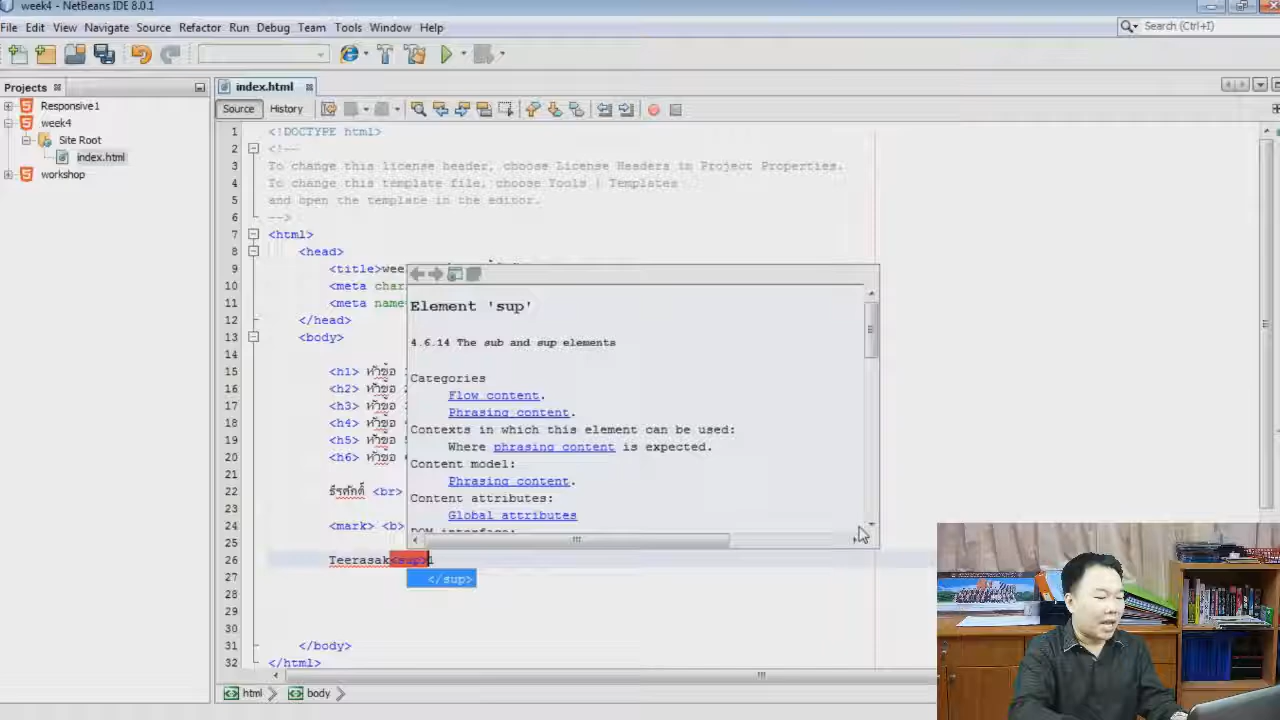 week4 - NetBeans IDE 8.0.1
File Edit View Navigate Source Refactor Run Debug Team Tools Window Help
Search (Ctrl+I)
Projects
index.html
Responsive1
week4
Site Root
index.html
workshop
Source History
1 <!DOCTYPE html>
2 <!--
3 To change this license header, choose License Headers in Project Properties.
4 To change this template file, choose Tools | Templates
5 and open the template in the editor.
6 -->
7 <html>
8 <head>
9 <title>wee
10 <meta char
11 <meta name
12 </head>
13 <body>
14
15 <h1> หัวข้อ
16 <h2> หัวข้อ
17 <h3> หัวข้อ
18 <h4> หัวข้อ
19 <h5> หัวข้อ
20 <h6> หัวข้อ
21
22 ธีรศักดิ์ <br>
23
24 <mark> <b>
25
26 Teerasak<sup>1
27
28
29
30
31 </body>
32 </html>
Element 'sup'
4.6.14 The sub and sup elements
Categories
Flow content.
Phrasing content.
Contexts in which this element can be used:
Where phrasing content is expected.
Content model:
Phrasing content.
Content attributes:
Global attributes
DOM interface:
</sup>
html body